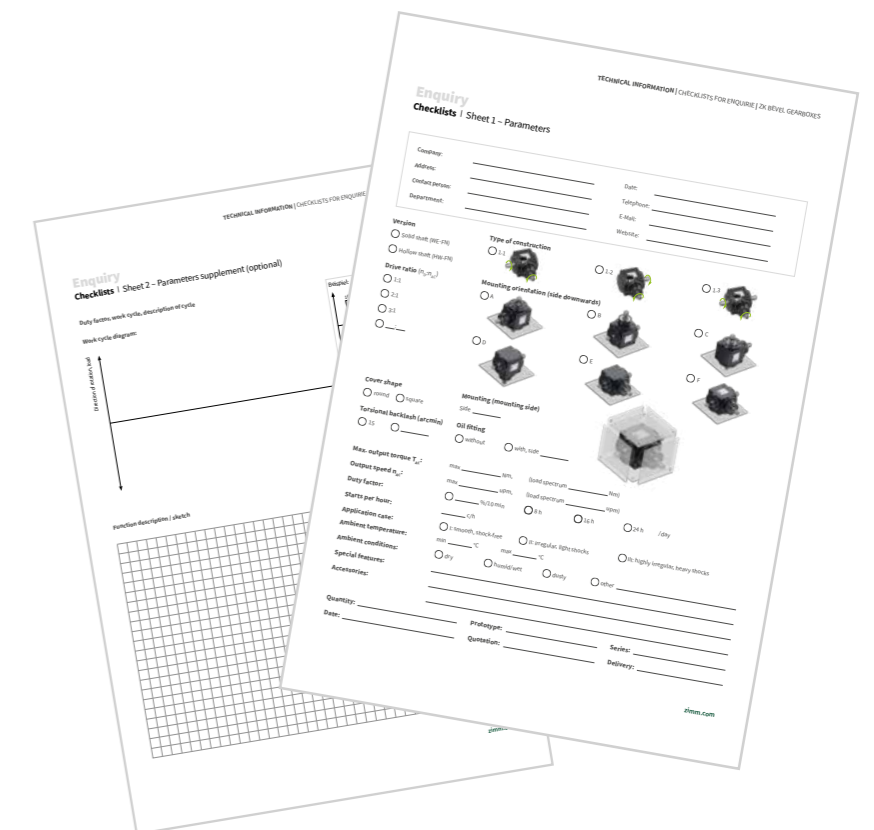 TECHNICAL INFORMATION | CHECKLISTS FOR ENQUIRIE | ZK BEVEL GEARBOXES
Enquiry
Checklists | Sheet 1 – Parameters
Company:
Address:
Contact person:
Department:
Date:
Telephone:
E-Mail:
Website:
Version
Solid shaft (WE-FN)
Hollow shaft (HW-FN)
Type of construction
1.1
1.2
1.3
Drive ratio
1:1
2:1
3:1
:
Mounting orientation (side downwards)
A
B
C
D
E
F
Cover shape
round
square
Mounting (mounting side)
Side
Torsional backlash (arcmin)
15
Oil fitting
without
with, side
Max. output torque T
max Nm, (load spectrum Nm)
Output speed n
max upm, (load spectrum upm)
Duty factor:
%/10 min
8 h
16 h
24 h /day
Starts per hour:
c/h
Application case:
I: smooth, shock-free
II: irregular, light shocks
III: highly irregular, heavy shocks
Ambient temperature:
min °C
max °C
Ambient conditions:
dry
humid/wet
dusty
other
Special features:
Accessories:
Quantity:
Prototype:
Series:
Date:
Quotation:
Delivery:
zimm.com
TECHNICAL INFORMATION | CHECKLISTS FOR ENQUIRIE
Enquiry
Checklists | Sheet 2 – Parameters supplement (optional)
Duty factor, work cycle, description of cycle
Work cycle diagram:
Function description / sketch